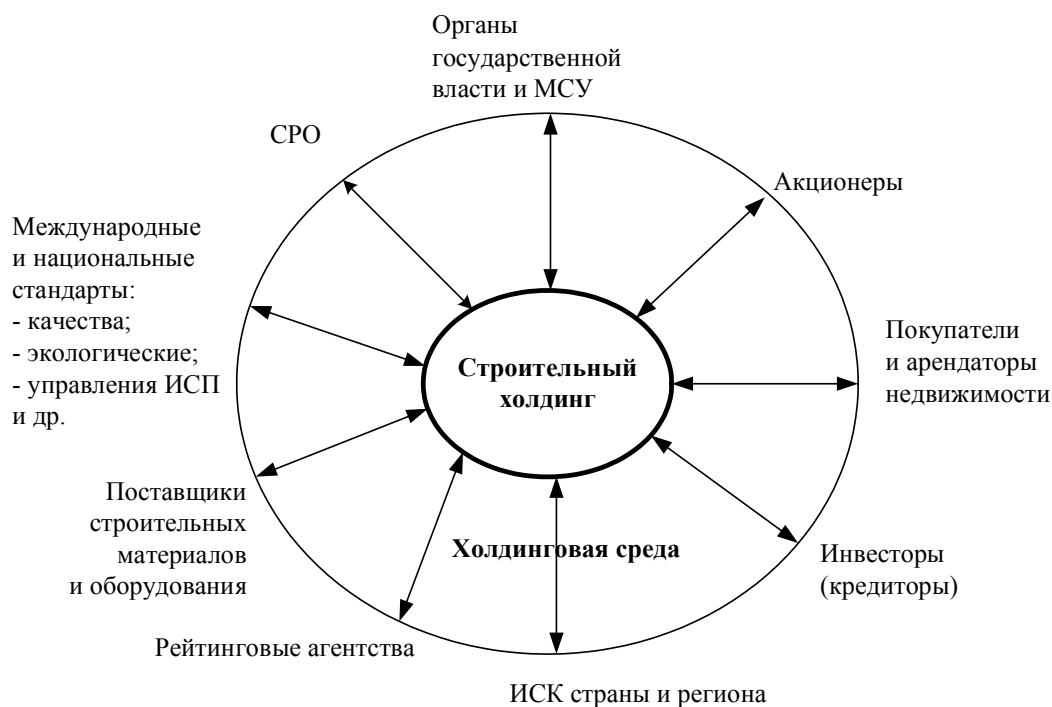 Органы
государственной
власти и МСУ
СРО
Акционеры
Международные
и национальные
стандарты:
- качества;
- экологические;
- управления ИСП
и др.
Строительный
холдинг
Покупатели
и арендаторы
недвижимости
Поставщики
строительных
материалов
и оборудования
Холдинговая среда
Инвесторы
(кредиторы)
Рейтинговые агентства
ИСК страны и региона